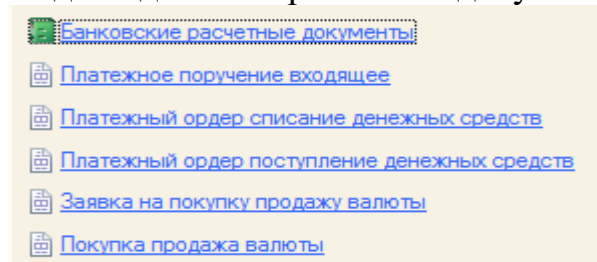 Банковские расчетные документы
Платежное поручение входящее
Платежный ордер списание денежных средств
Платежный ордер поступление денежных средств
Заявка на покупку продажу валюты
Покупка продажа валюты